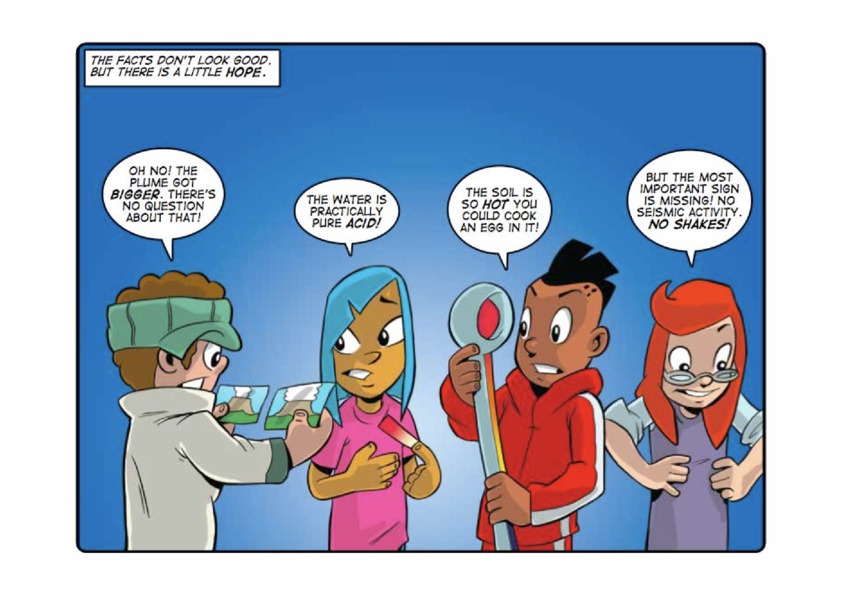 THE FACTS DON'T LOOK GOOD.
BUT THERE IS A LITTLE HOPE.
OH NO! THE
PLUME GOT
BIGGER. THERE'S
NO QUESTION
ABOUT THAT!
THE WATER IS
PRACTICALLY
PURE ACID!
THE SOIL IS
SO HOT YOU
COULD COOK
AN EGG IN IT!
BUT THE MOST
IMPORTANT SIGN
IS MISSING! NO
SEISMIC ACTIVITY.
NO SHAKES!